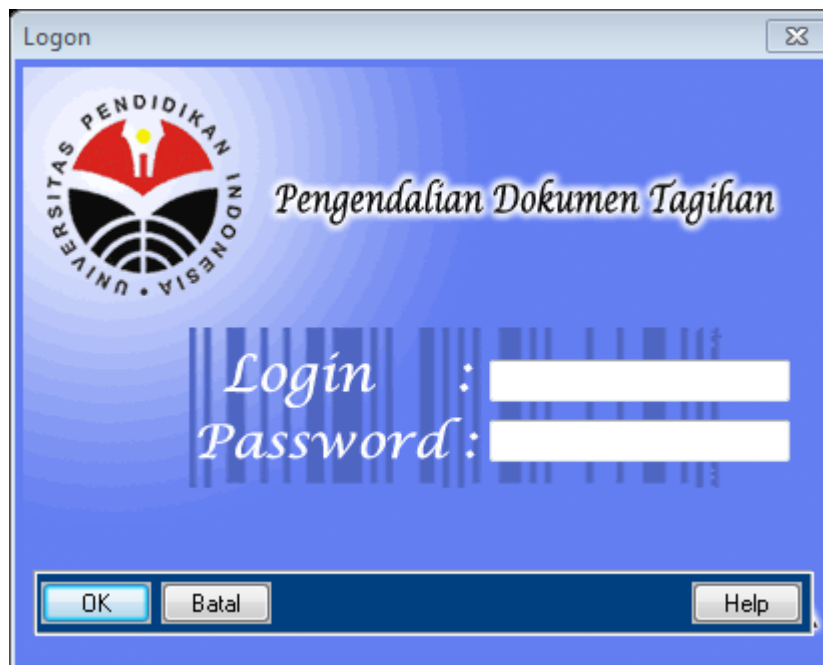 Logon
UNIVERSITAS PENDIDIKAN INDONESIA •
Pengendalian Dokumen Tagihan
Login :
Password :
OK Batal Help